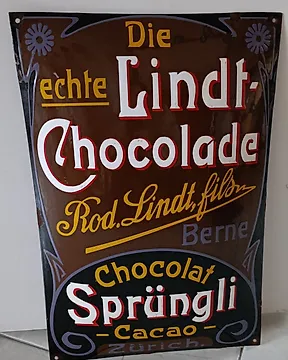 Die
echte Lindt-
Chocolade
Rod. Lindt, fils
Berne
Chocolat
Sprüngli
- Cacao -
Zürich.